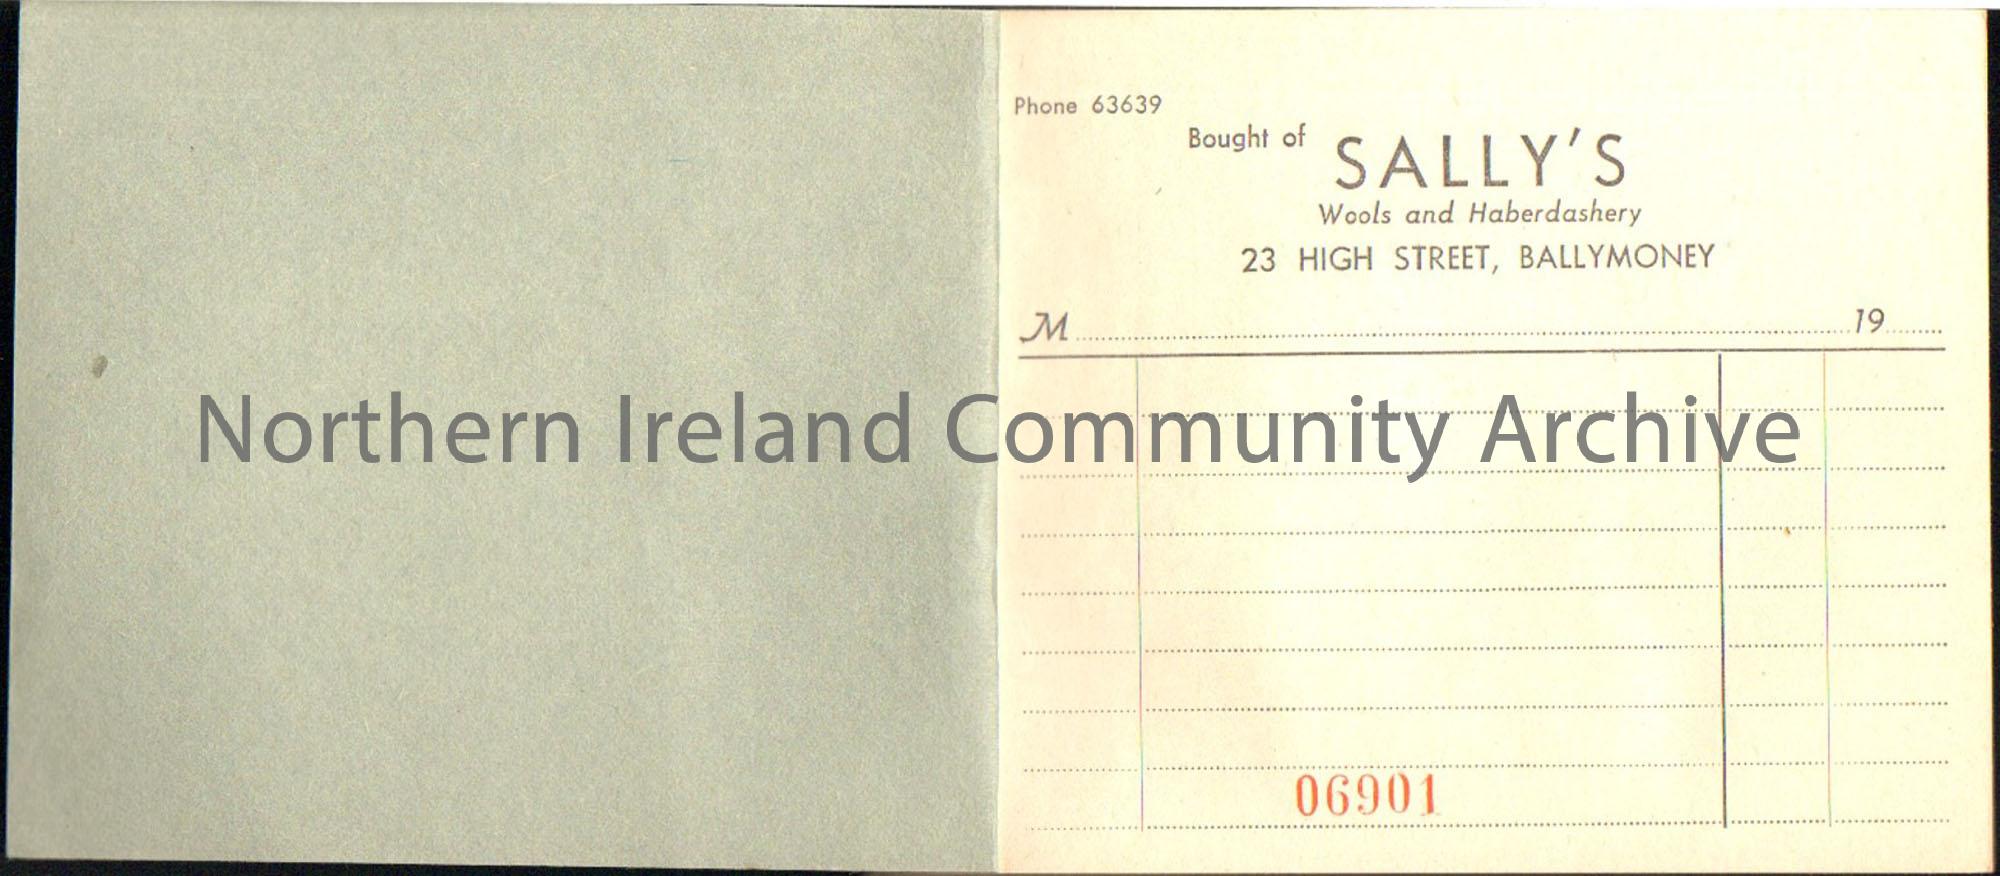 Phone 63639
Bought of SALLY'S
Wools and Haberdashery
23 HIGH STREET, BALLYMONEY
M 19
Northern Ireland Community Archive
06901